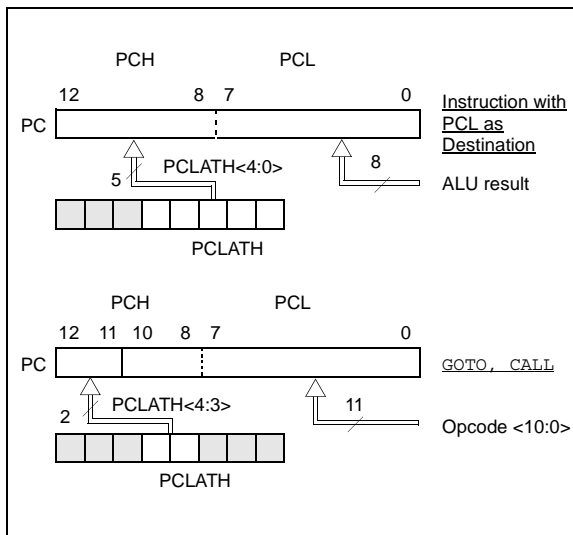 PCH PCL
12 8 7 0
PC
Instruction with
PCL as
Destination
5 PCLATH<4:0> 8
ALU result
PCLATH
PCH PCL
12 11 10 8 7 0
PC GOTO, CALL
2 PCLATH<4:3> 11
Opcode <10:0>
PCLATH